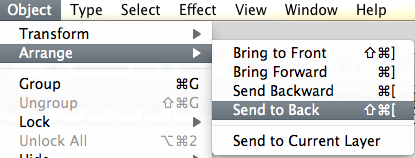 Object Type Select Effect View Window Help
Transform
Arrange
Bring to Front ⇧⌘]
Bring Forward ⌘]
Send Backward ⌘[
Send to Back ⇧⌘[
Send to Current Layer
Group ⌘G
Ungroup ⇧⌘G
Lock
Unlock All ⌥⌘2
Hide